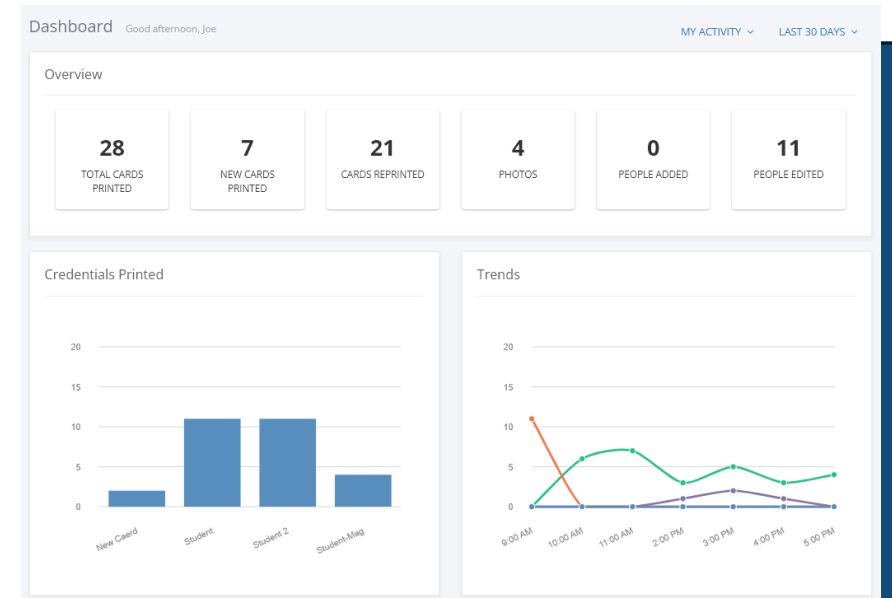 Dashboard Good afternoon, Joe
MY ACTIVITY LAST 30 DAYS
Overview
28
TOTAL CARDS
PRINTED
7
NEW CARDS
PRINTED
21
CARDS REPRINTED
4
PHOTOS
0
PEOPLE ADDED
11
PEOPLE EDITED
Credentials Printed
20
15
10
5
0
New Caerd Student Student 2 Student-Mag
Trends
20
15
10
5
0
9:00 AM 10:00 AM 11:00 AM 2:00 PM 3:00 PM 4:00 PM 5:00 PM